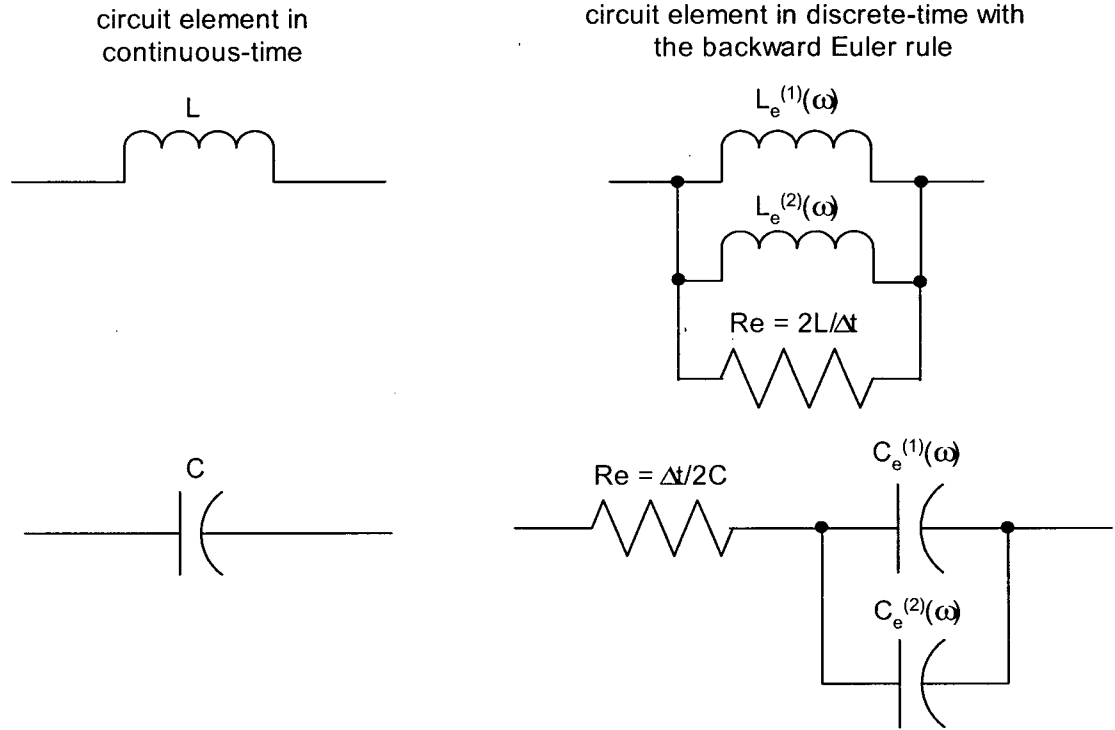 circuit element in
continuous-time
circuit element in discrete-time with
the backward Euler rule
L
Lₑ⁽¹⁾(ω)
Lₑ⁽²⁾(ω)
Re = 2L/Δt
C
Re = Δt/2C
Cₑ⁽¹⁾(ω)
Cₑ⁽²⁾(ω)